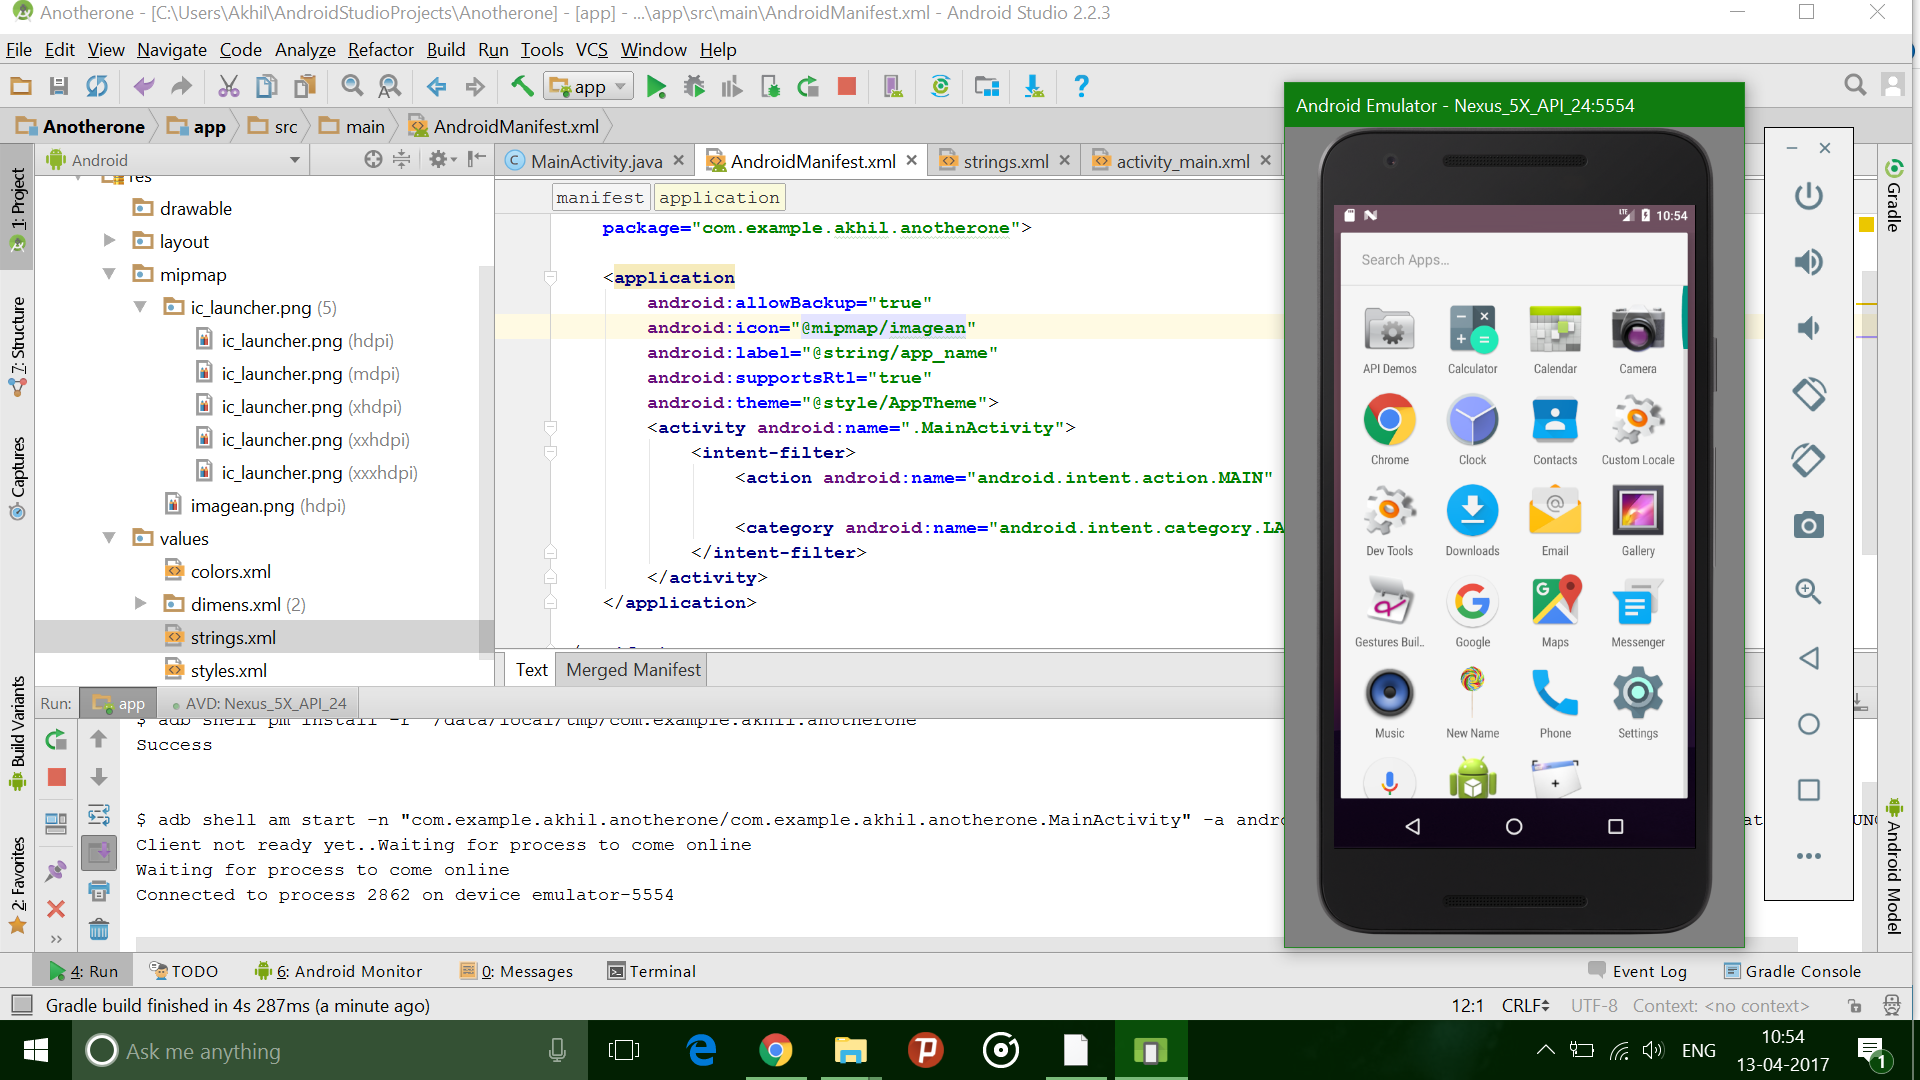 Anotherone - [C:\Users\Akhil\AndroidStudioProjects\Anotherone] - [app] - ...\app\src\main\AndroidManifest.xml - Android Studio 2.2.3
File Edit View Navigate Code Analyze Refactor Build Run Tools VCS Window Help
app
Anotherone app src main AndroidManifest.xml
Android
MainActivity.java AndroidManifest.xml strings.xml activity_main.xml
manifest application
1: Project
7: Structure
Captures
Build Variants
2: Favorites
res
drawable
layout
mipmap
ic_launcher.png (5)
ic_launcher.png (hdpi)
ic_launcher.png (mdpi)
ic_launcher.png (xhdpi)
ic_launcher.png (xxhdpi)
ic_launcher.png (xxxhdpi)
imagean.png (hdpi)
values
colors.xml
dimens.xml (2)
strings.xml
styles.xml
package="com.example.akhil.anotherone">
<application
android:allowBackup="true"
android:icon="@mipmap/imagean"
android:label="@string/app_name"
android:supportsRtl="true"
android:theme="@style/AppTheme">
<activity android:name=".MainActivity">
<intent-filter>
<action android:name="android.intent.action.MAIN"
<category android:name="android.intent.category.LA
</intent-filter>
</activity>
</application>
Text Merged Manifest
Run: app AVD: Nexus_5X_API_24
$ adb shell pm install -r "/data/local/tmp/com.example.akhil.anotherone"
Success
$ adb shell am start -n "com.example.akhil.anotherone/com.example.akhil.anotherone.MainActivity" -a andro
Client not ready yet..Waiting for process to come online
Waiting for process to come online
Connected to process 2862 on device emulator-5554
Android Emulator - Nexus_5X_API_24:5554
LTE 10:54
Search Apps...
API Demos Calculator Calendar Camera
Chrome Clock Contacts Custom Locale
Dev Tools Downloads Email Gallery
Gestures Buil.. Google Maps Messenger
Music New Name Phone Settings
Gradle
Android Model
4: Run TODO 6: Android Monitor 0: Messages Terminal Event Log Gradle Console
Gradle build finished in 4s 287ms (a minute ago) 12:1 CRLF UTF-8 Context: <no context>
Ask me anything ENG 10:54
13-04-2017
1